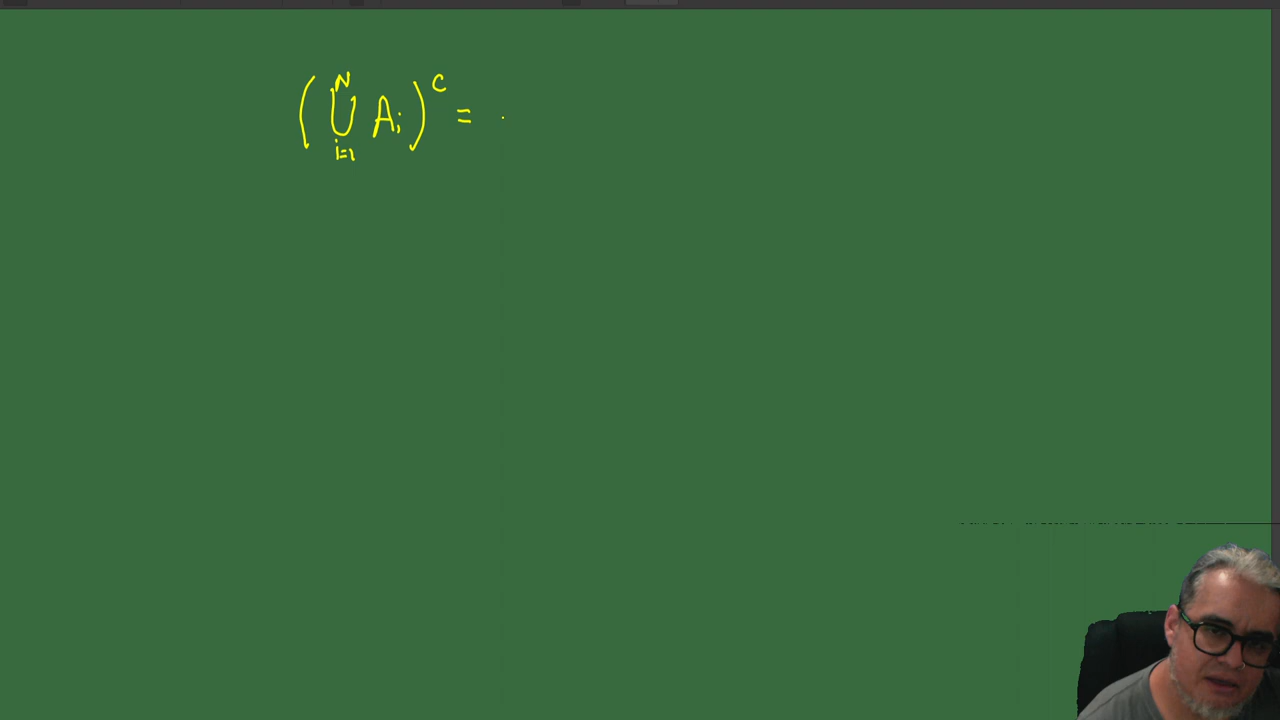 ( ⋃_{i=1}^{N} A_i )^C =